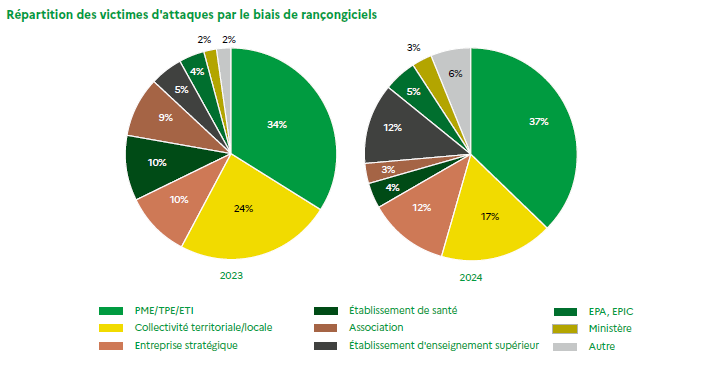 Répartition des victimes d'attaques par le biais de rançongiciels
2% 2%
4%
5%
9%
10%
10%
24%
34%
2023
3%
6%
5%
12%
3%
4%
12%
17%
37%
2024
PME/TPE/ETI
Collectivité territoriale/locale
Entreprise stratégique
Établissement de santé
Association
Établissement d'enseignement supérieur
EPA, EPIC
Ministère
Autre